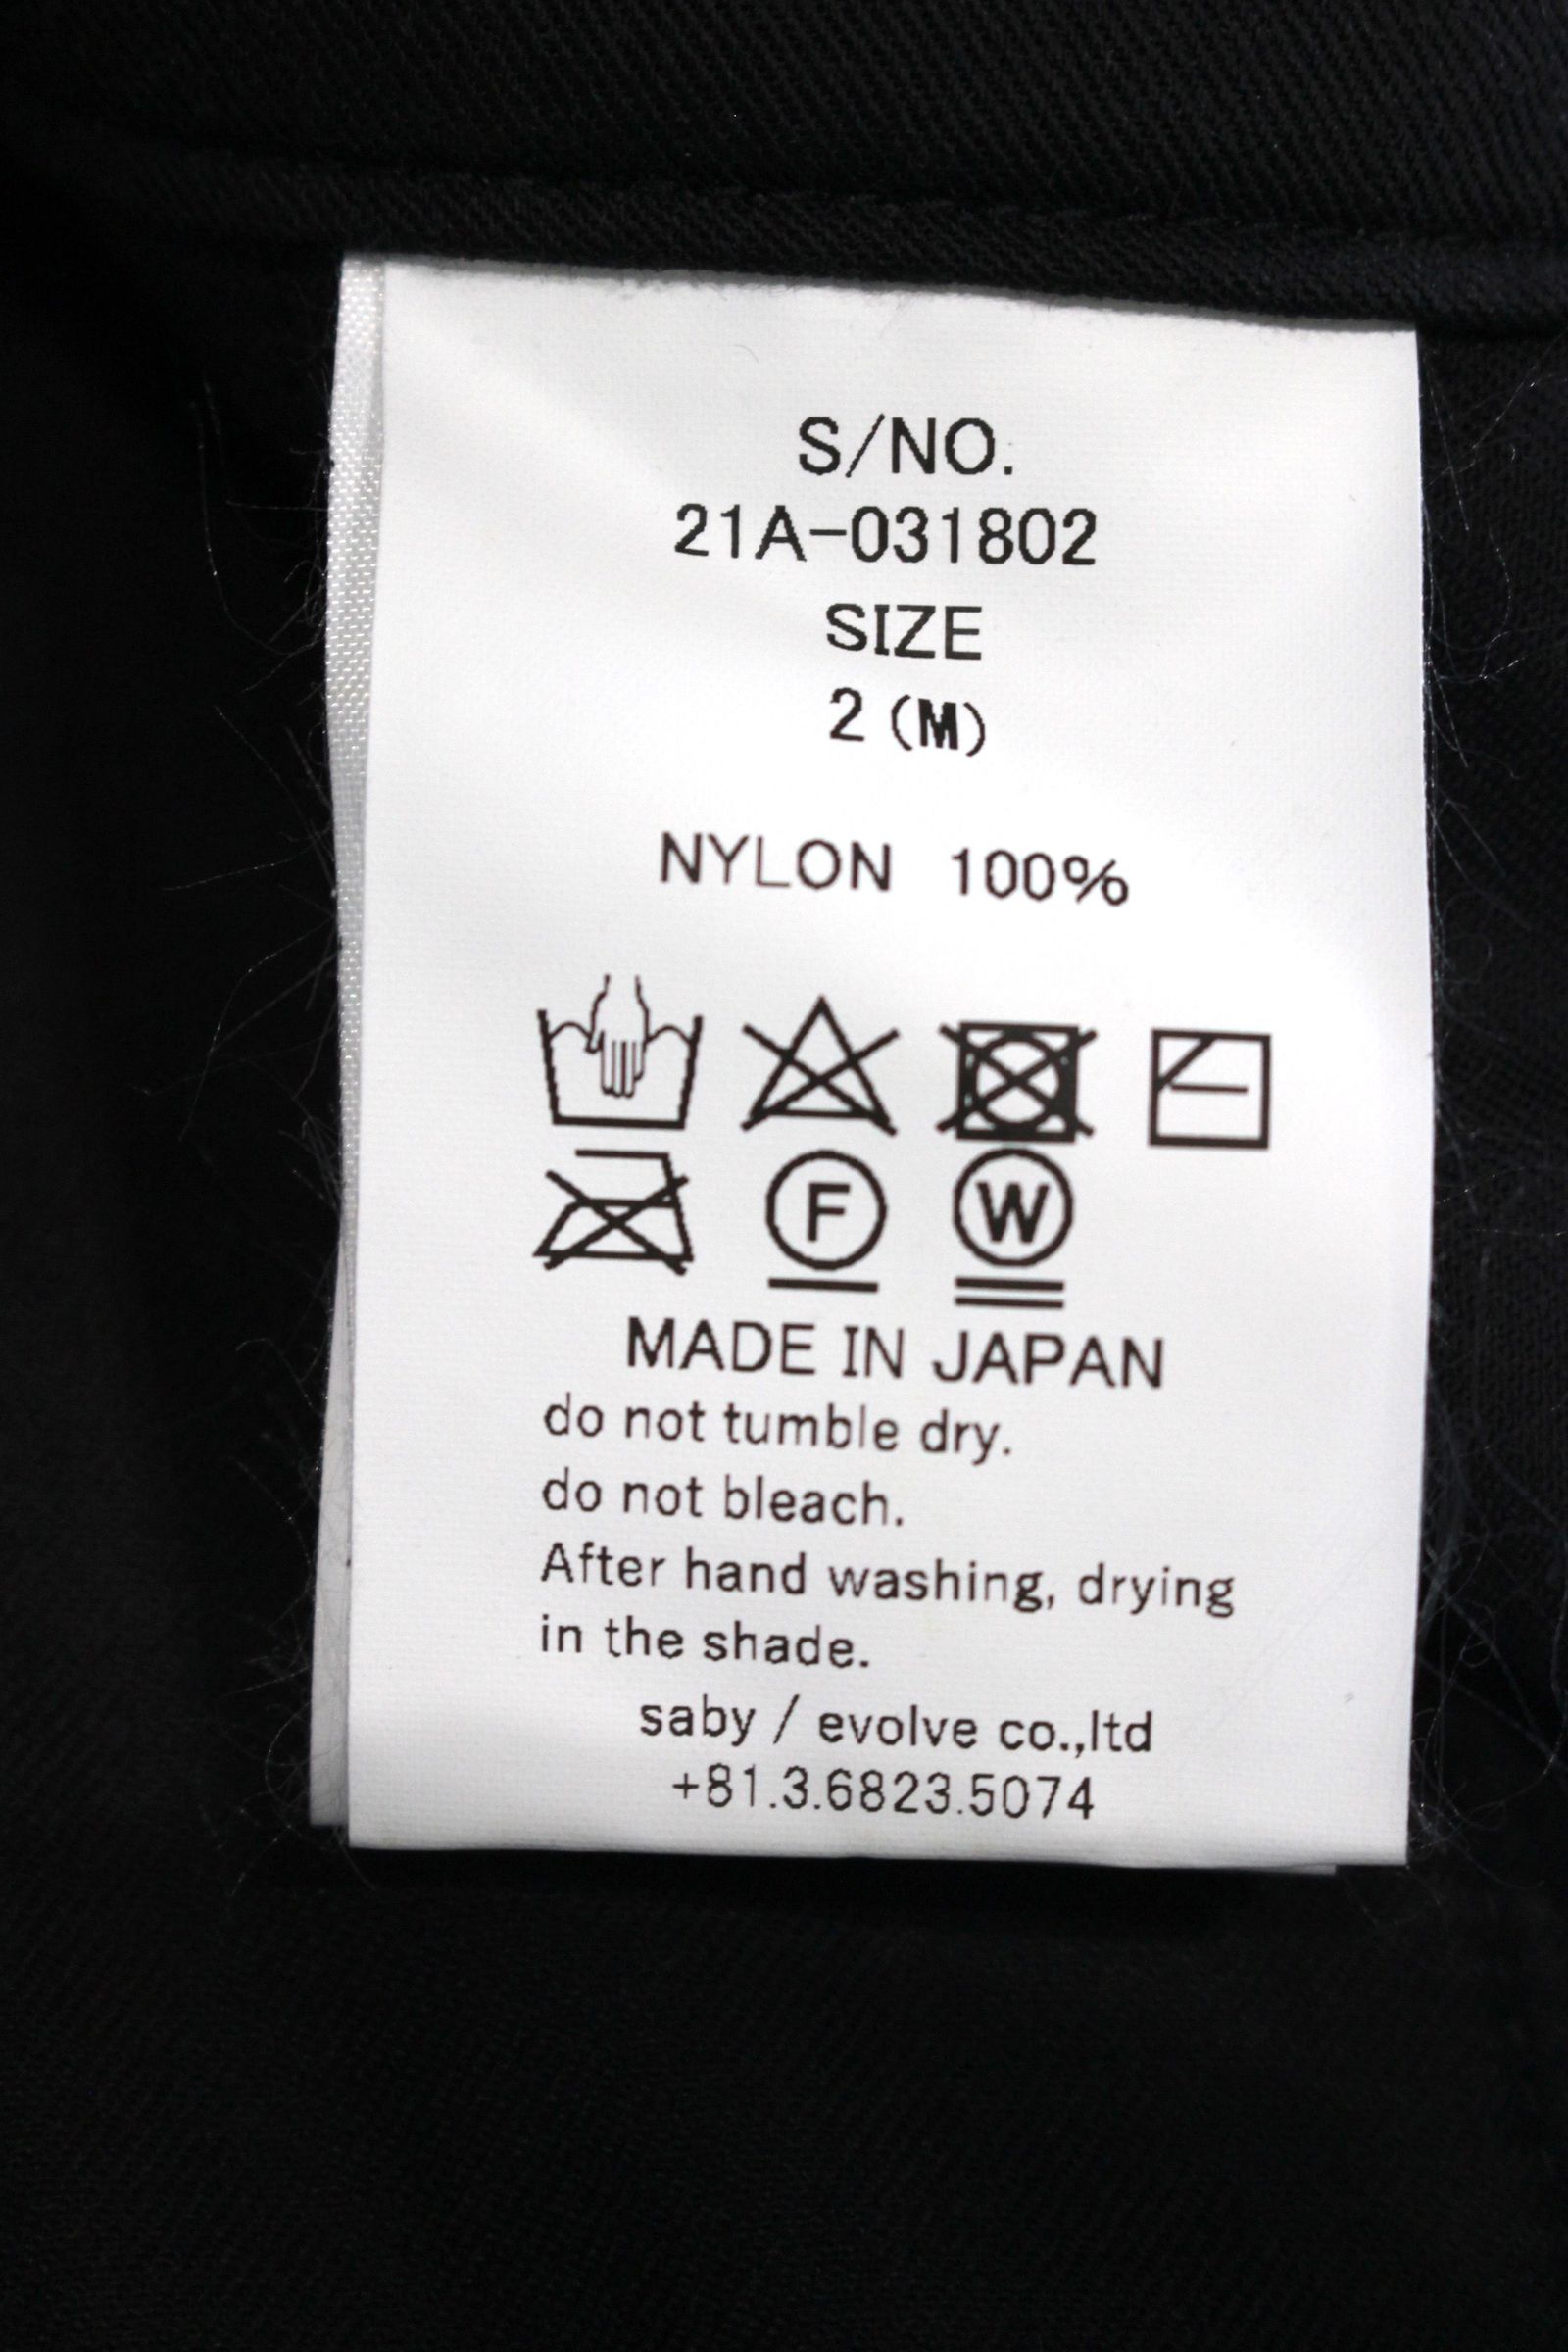 S/NO.
21A-031802
SIZE
2 (M)
NYLON 100%
F W
MADE IN JAPAN
do not tumble dry.
do not bleach.
After hand washing, drying
in the shade.
saby / evolve co.,ltd
+81.3.6823.5074